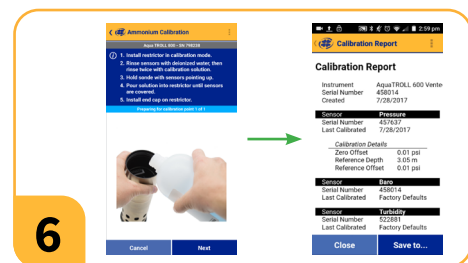 Ammonium Calibration
Aqua TROLL 600 - SN 798238
1. Install restrictor in calibration mode.
2. Rinse sensors with deionized water, then
rinse twice with calibration solution.
3. Hold sonde with sensors pointing up.
4. Pour solution into restrictor until sensors
are covered.
5. Install end cap on restrictor.
Preparing for calibration point 1 of 1
Cancel
Next
2:59 pm
Calibration Report
Calibration Report
Instrument AquaTROLL 600 Vente
Serial Number 458014
Created 7/28/2017
Sensor Pressure
Serial Number 457637
Last Calibrated 7/28/2017
Calibration Details
Zero Offset 0.01 psi
Reference Depth 3.05 m
Reference Offset 0.01 psi
Sensor Baro
Serial Number 458014
Last Calibrated Factory Defaults
Sensor Turbidity
Serial Number 522881
Last Calibrated Factory Defaults
Close
Save to...
6